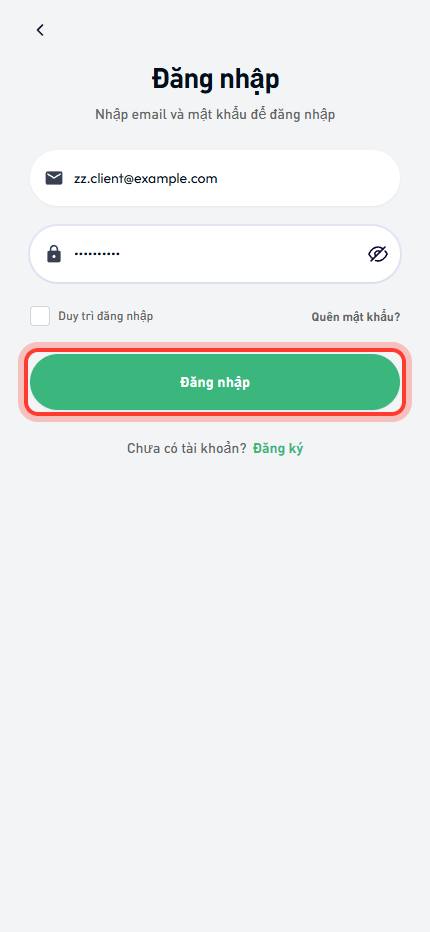 Đăng nhập
Nhập email và mật khẩu để đăng nhập
zz.client@example.com
••••••••••
Duy trì đăng nhập
Quên mật khẩu?
Đăng nhập
Chưa có tài khoản? Đăng ký